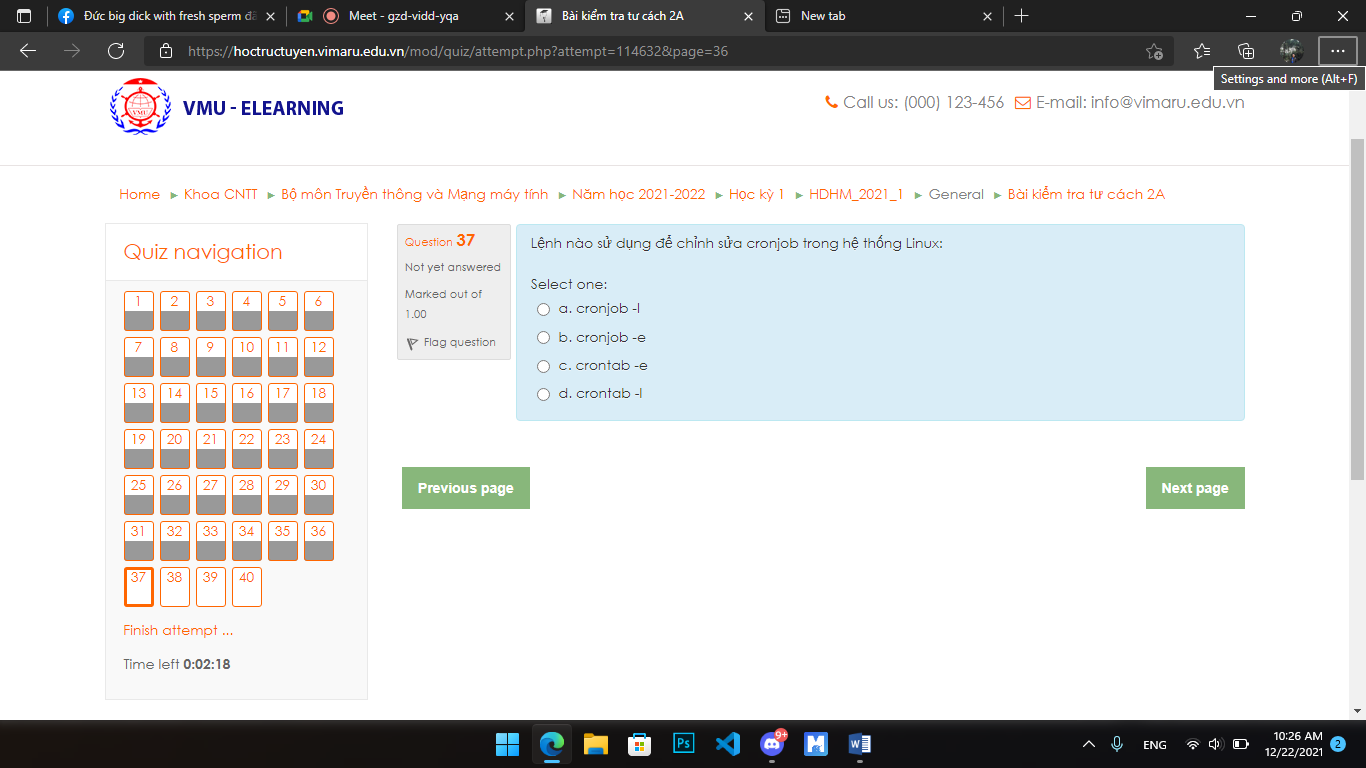 Đức big dick with fresh sperm đã
Meet - gzd-vidd-yqa
Bài kiểm tra tư cách 2A
New tab
https://hoctructuyen.vimaru.edu.vn/mod/quiz/attempt.php?attempt=114632&page=36
Settings and more (Alt+F)
VMU
VMU - ELEARNING
Call us: (000) 123-456
E-mail: info@vimaru.edu.vn
Home ► Khoa CNTT ► Bộ môn Truyền thông và Mạng máy tính ► Năm học 2021-2022 ► Học kỳ 1 ► HDHM_2021_1 ► General ► Bài kiểm tra tư cách 2A
Quiz navigation
1 2 3 4 5 6
7 8 9 10 11 12
13 14 15 16 17 18
19 20 21 22 23 24
25 26 27 28 29 30
31 32 33 34 35 36
37 38 39 40
Finish attempt ...
Time left 0:02:18
Question 37
Not yet answered
Marked out of
1.00
Flag question
Lệnh nào sử dụng để chỉnh sửa cronjob trong hệ thống Linux:
Select one:
a. cronjob -l
b. cronjob -e
c. crontab -e
d. crontab -l
Previous page
Next page
Ps
9+
W
ENG
10:26 AM
12/22/2021
2